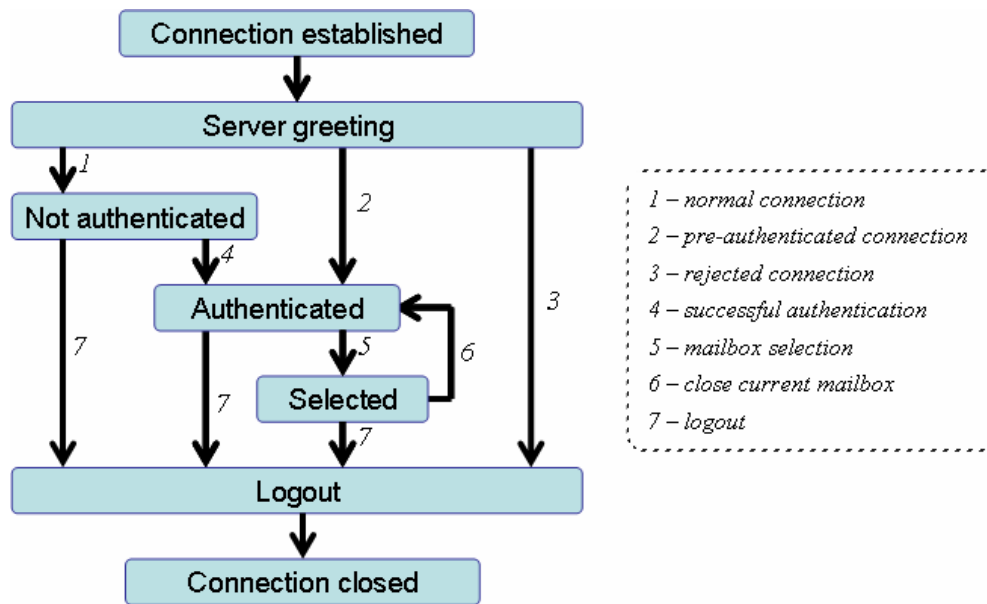 Connection established
Server greeting
1
2
3
Not authenticated
4
Authenticated
5
6
7
Selected
7
7
Logout
Connection closed
1 – normal connection
2 – pre-authenticated connection
3 – rejected connection
4 – successful authentication
5 – mailbox selection
6 – close current mailbox
7 – logout